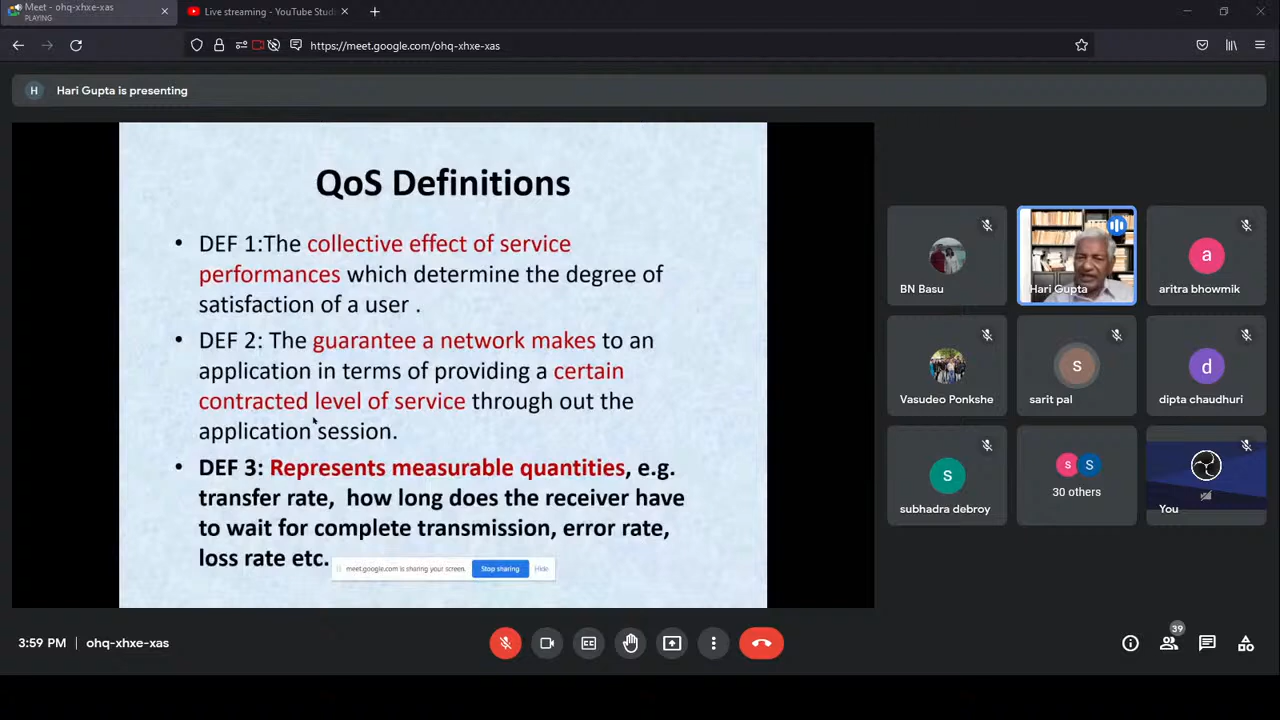 Meet - ohq-xhxe-xas
PLAYING
Live streaming - YouTube Stud
https://meet.google.com/ohq-xhxe-xas
H Hari Gupta is presenting
QoS Definitions
• DEF 1:The collective effect of service
performances which determine the degree of
satisfaction of a user .
• DEF 2: The guarantee a network makes to an
application in terms of providing a certain
contracted level of service through out the
application session.
• DEF 3: Represents measurable quantities, e.g.
transfer rate, how long does the receiver have
to wait for complete transmission, error rate,
loss rate etc.
meet.google.com is sharing your screen. Stop sharing Hide
BN Basu
Hari Gupta
a
aritra bhowmik
Vasudeo Ponkshe
s
sarit pal
d
dipta chaudhuri
s
subhadra debroy
s S
30 others
You
3:59 PM | ohq-xhxe-xas
39